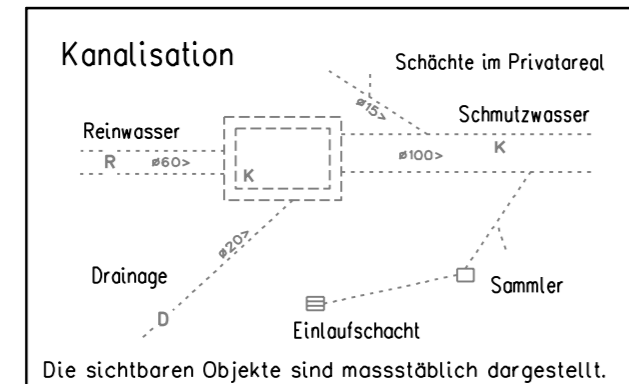 Kanalisation
Schächte im Privatareal
ø15>
Schmutzwasser
Reinwasser
R ø60>
ø100> K
K
ø20>
Drainage
Sammler
D
Einlaufschacht
Die sichtbaren Objekte sind massstäblich dargestellt.